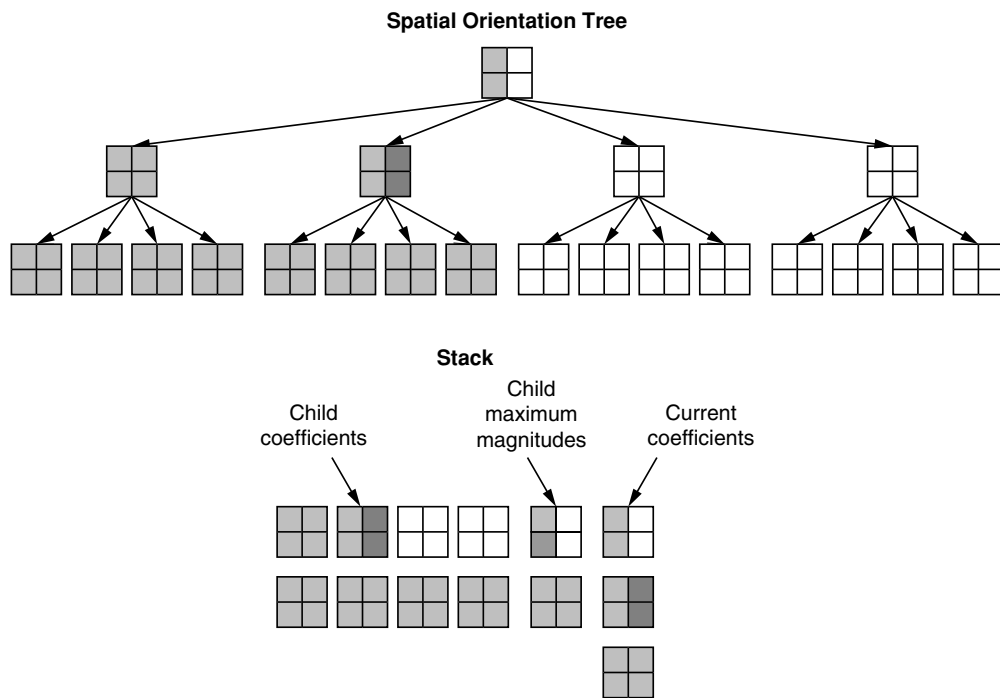 Spatial Orientation Tree
Stack
Child
coefficients
Child
maximum
magnitudes
Current
coefficients